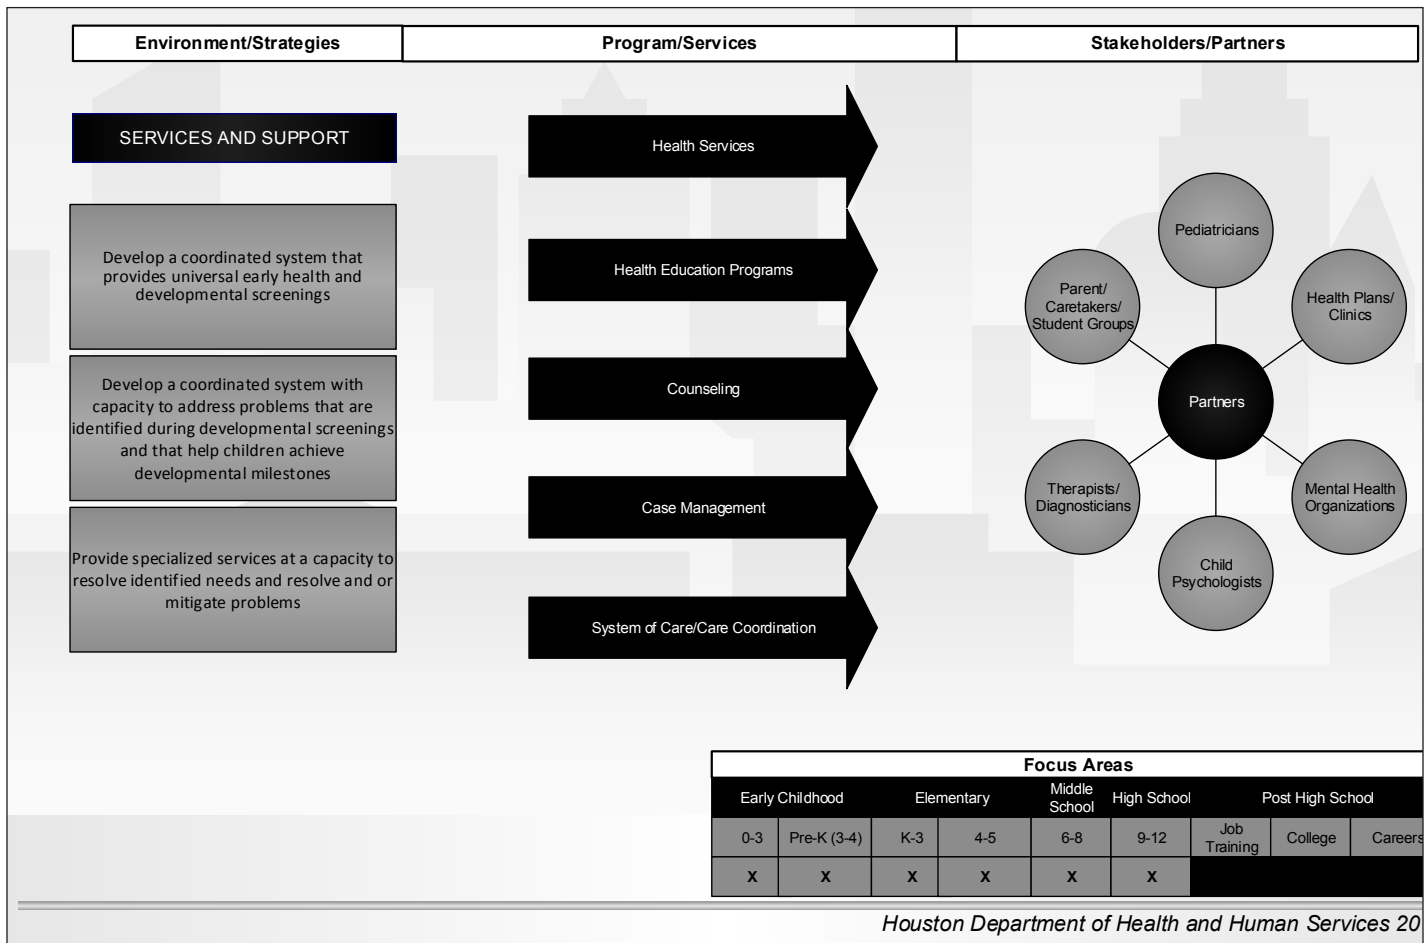 Environment/Strategies
Program/Services
Stakeholders/Partners
SERVICES AND SUPPORT
Develop a coordinated system that
provides universal early health and
developmental screenings
Develop a coordinated system with
capacity to address problems that are
identified during developmental screenings
and that help children achieve
developmental milestones
Provide specialized services at a capacity to
resolve identified needs and resolve and or
mitigate problems
Health Services
Health Education Programs
Counseling
Case Management
System of Care/Care Coordination
Pediatricians
Health Plans/
Clinics
Mental Health
Organizations
Child
Psychologists
Therapists/
Diagnosticians
Parent/
Caretakers/
Student Groups
Partners
Focus Areas
Early Childhood
Elementary
Middle
School
High School
Post High School
0-3
Pre-K (3-4)
K-3
4-5
6-8
9-12
Job
Training
College
Careers
X
X
X
X
X
X
Houston Department of Health and Human Services 20